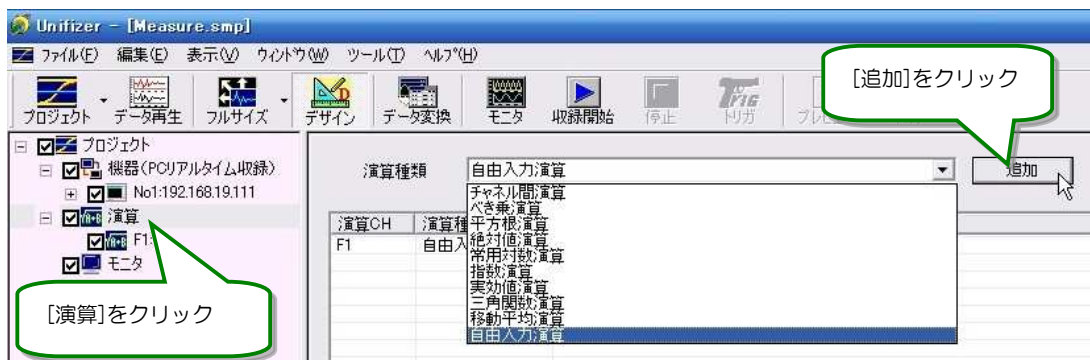 Unifizer - [Measure.smp]
ファイル(F) 編集(E) 表示(V) ウィンドウ(W) ツール(T) ヘルプ(H)
[追加]をクリック
プロジェクト データ再生 フルサイズ デザイン データ変換 モニタ 収録開始 停止 トリガ
プロジェクト
機器(PCリアルタイム収録)
No1:192.168.19.111
演算
F1:
モニタ
[演算]をクリック
演算種類 自由入力演算 追加
チャネル間演算
べき乗演算
平方根演算
絶対値演算
常用対数演算
指数演算
実効値演算
三角関数演算
移動平均演算
自由入力演算
演算CH 演算種
F1 自由入